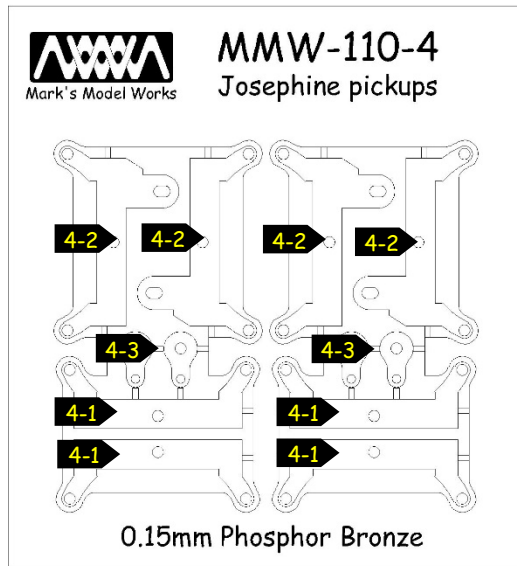 MMW-110-4
Josephine pickups
Mark's Model Works
4-2 4-2 4-2 4-2
4-3 4-3
4-1 4-1
4-1 4-1
0.15mm Phosphor Bronze